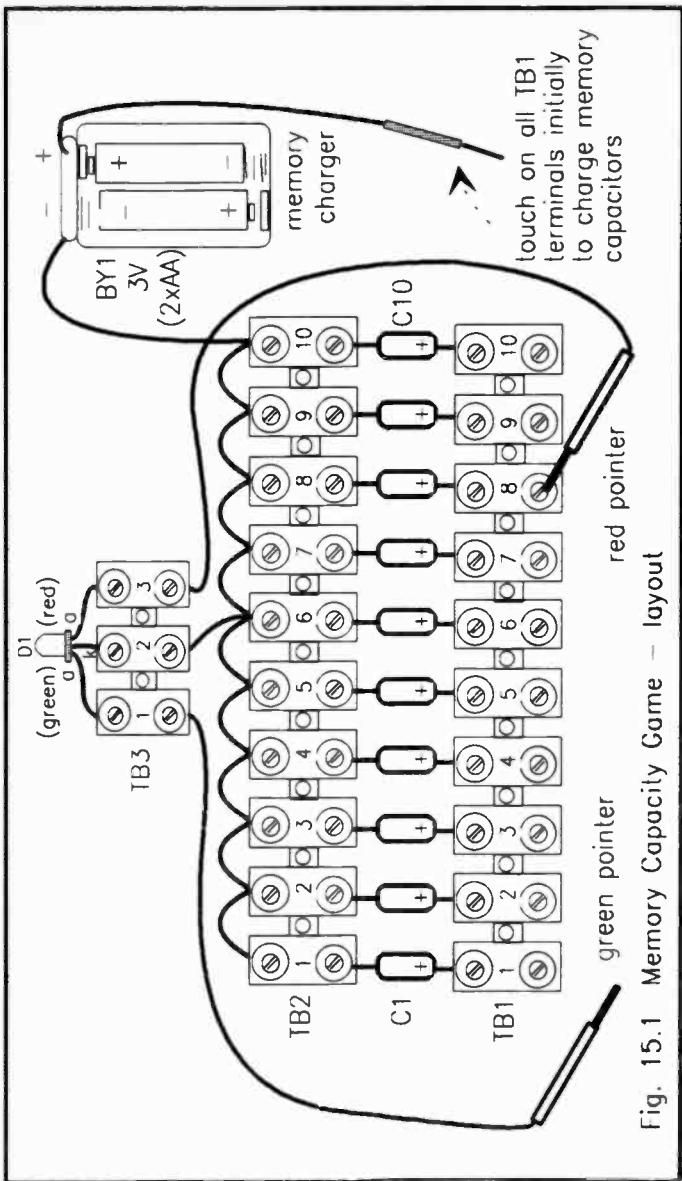 (green)
D1
(red)
a
k
a
1
2
3
TB3
+
-
BY1
3V
(2xAA)
+
-
-
+
memory
charger
touch on all TB1
terminals initially
to charge memory
capacitors
TB2
1
2
3
4
5
6
7
8
9
10
C1
+
+
+
+
+
+
+
+
+
+
C10
TB1
1
2
3
4
5
6
7
8
9
10
green pointer
red pointer
Fig. 15.1 Memory Capacity Game - layout